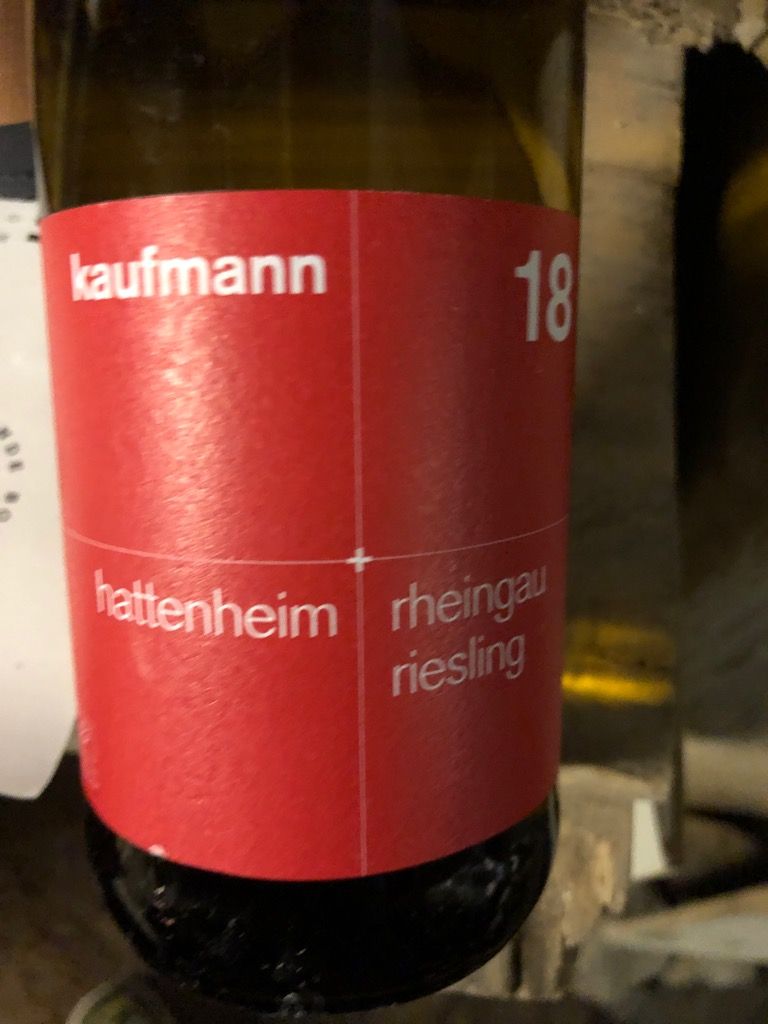 kaufmann
18
hattenheim
rheingau
riesling